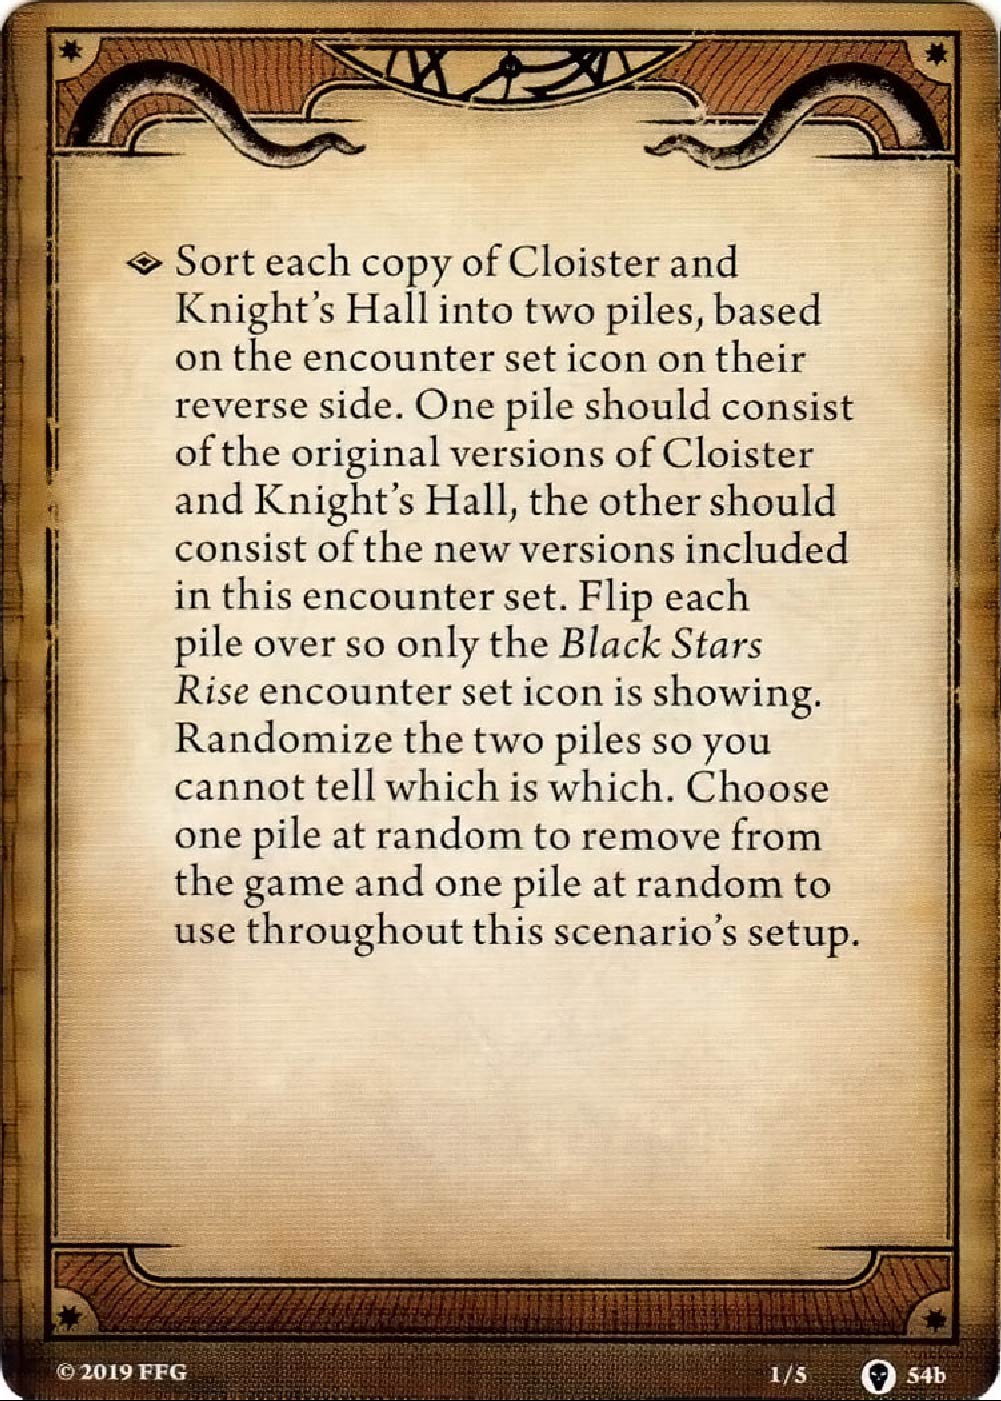 Sort each copy of Cloister and
Knight's Hall into two piles, based
on the encounter set icon on their
reverse side. One pile should consist
of the original versions of Cloister
and Knight's Hall, the other should
consist of the new versions included
in this encounter set. Flip each
pile over so only the Black Stars
Rise encounter set icon is showing.
Randomize the two piles so you
cannot tell which is which. Choose
one pile at random to remove from
the game and one pile at random to
use throughout this scenario's setup.
© 2019 FFG
1/5
54b